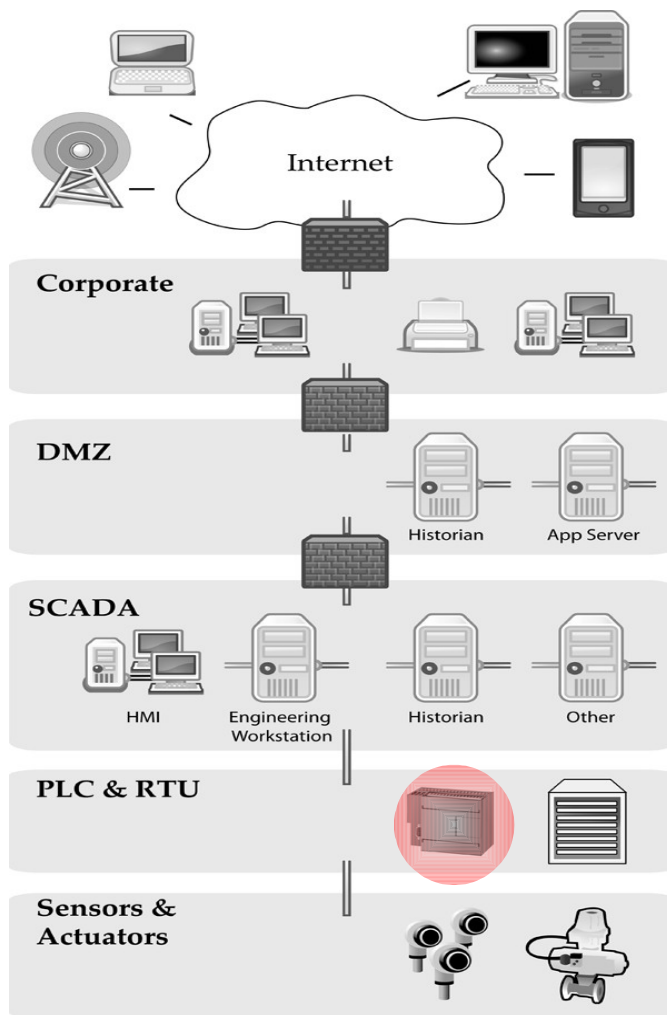 Internet
Corporate
DMZ
Historian
App Server
SCADA
HMI
Engineering
Workstation
Historian
Other
PLC & RTU
Sensors &
Actuators